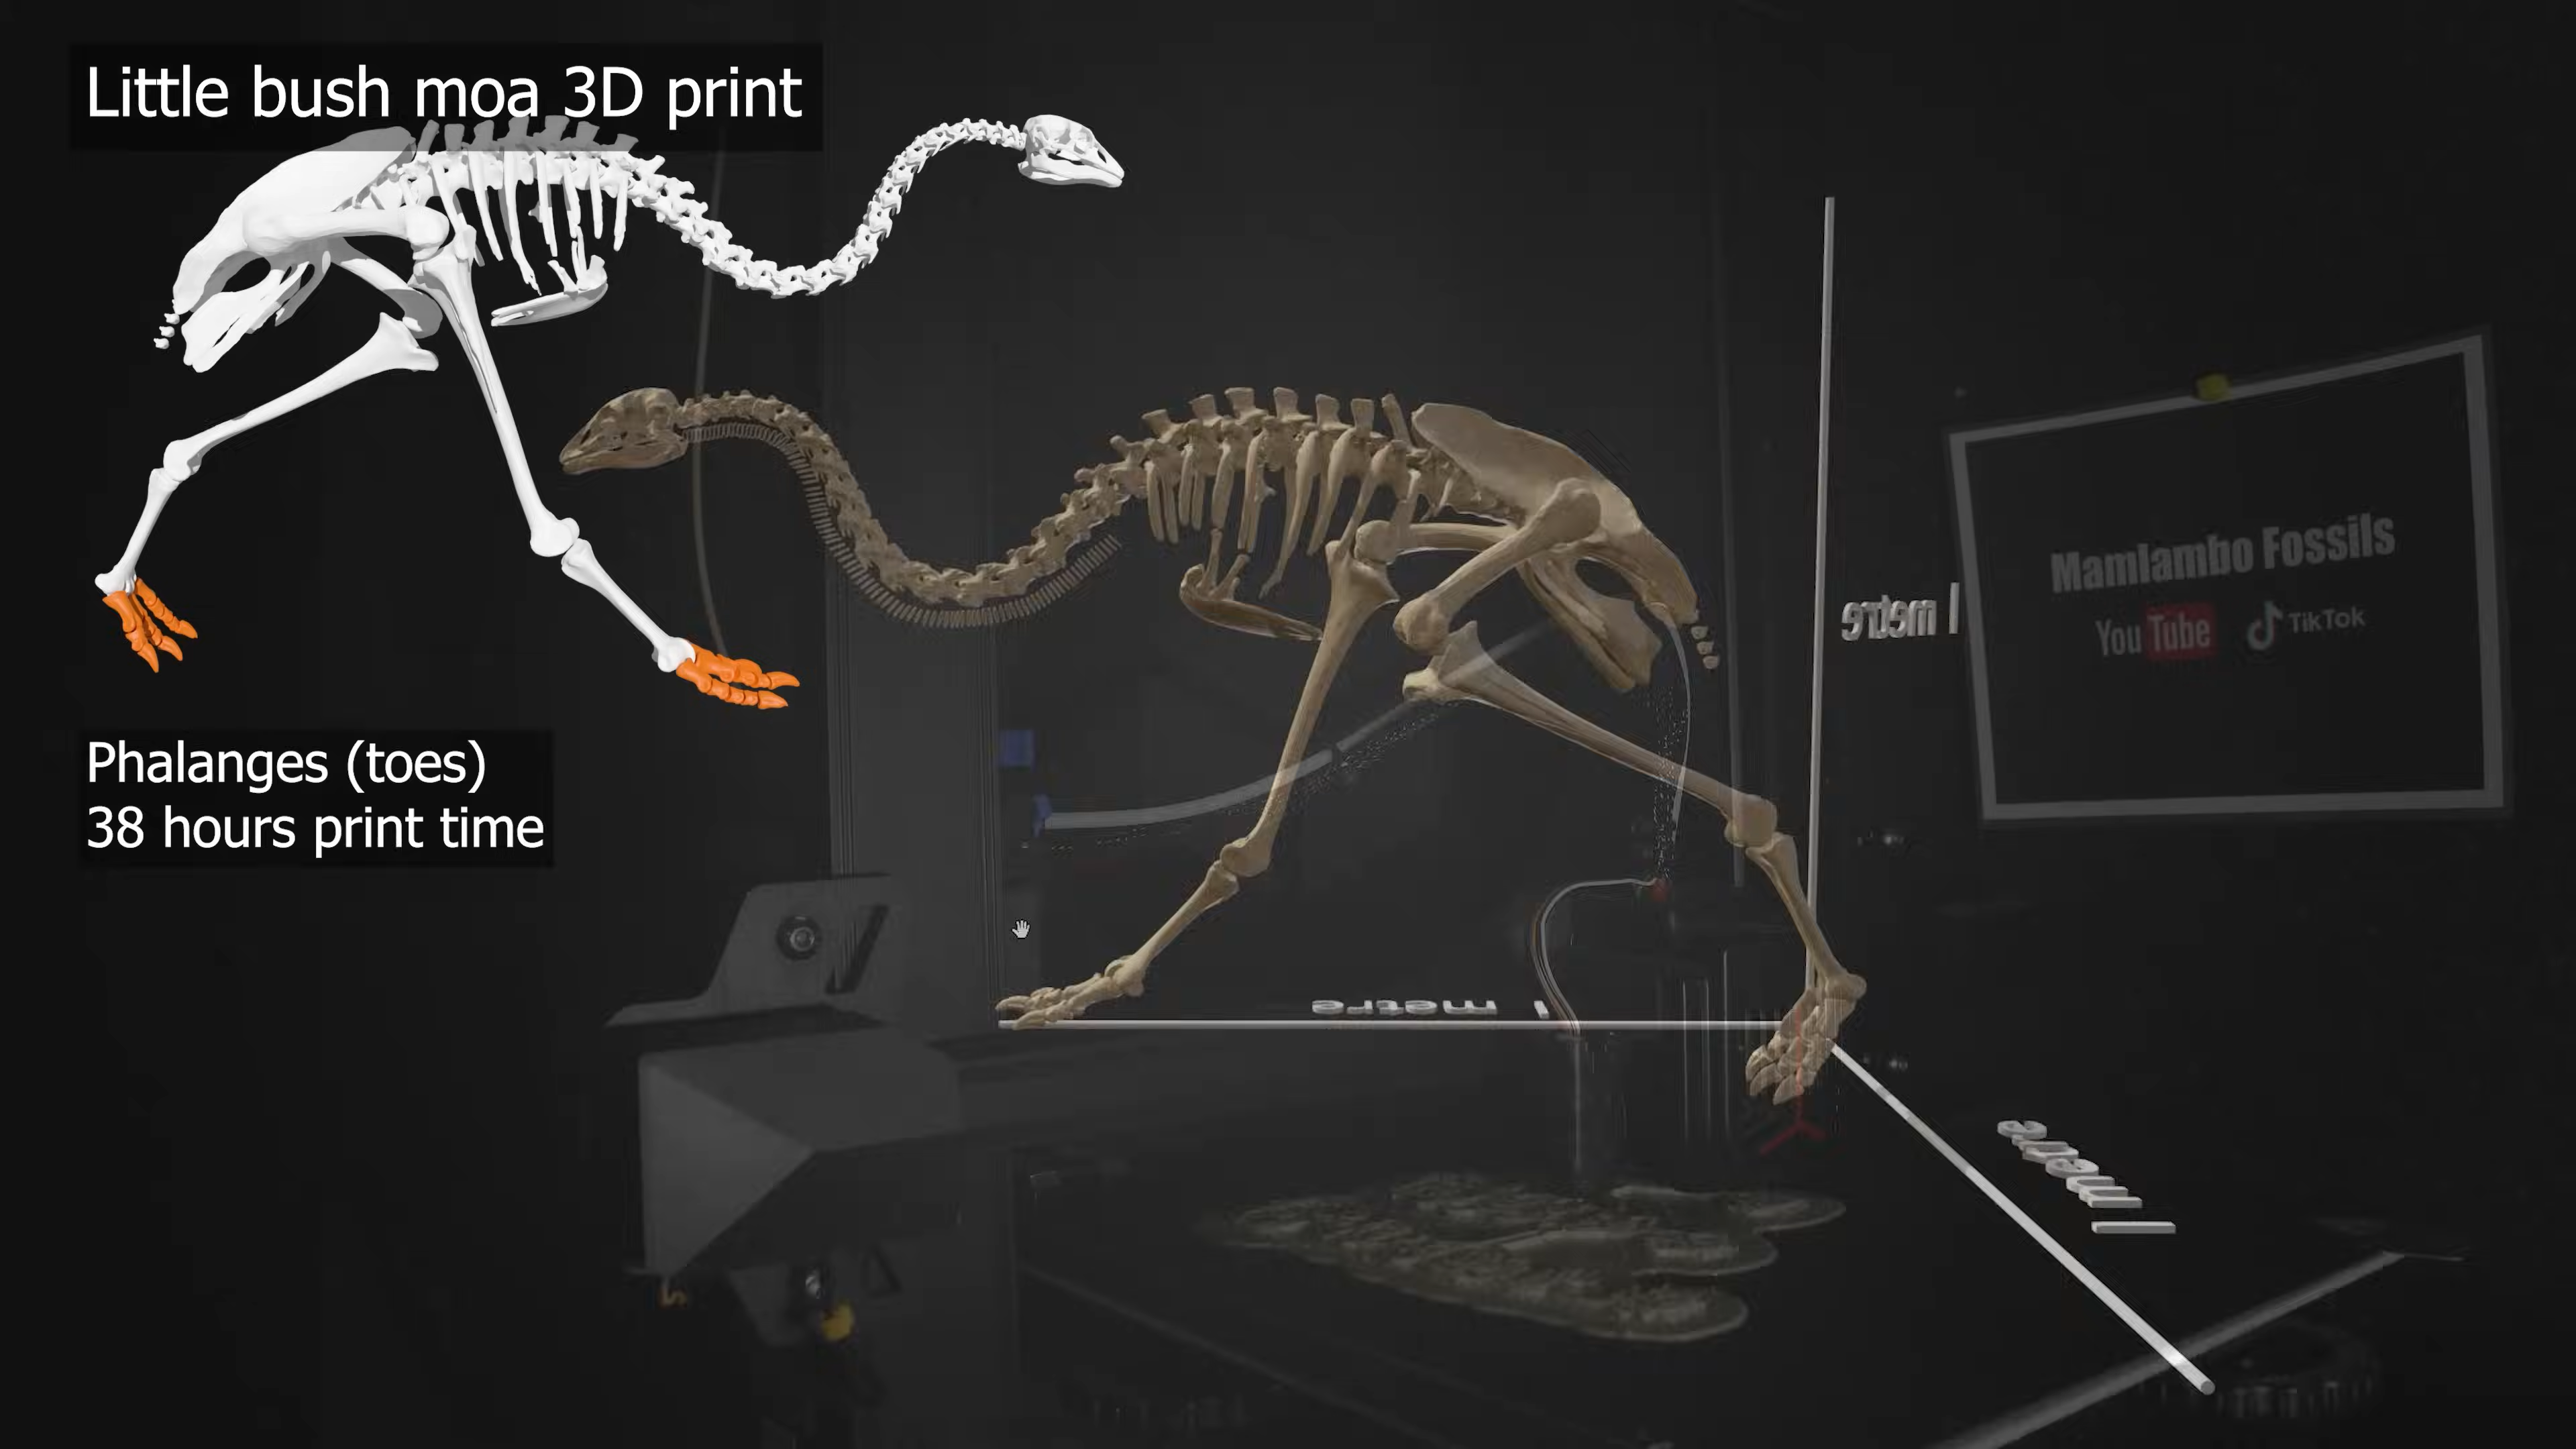 Little bush moa 3D print
Phalanges (toes)
38 hours print time
Mamlambo Fossils
YouTube TikTok
1 metre
1 metre
1 metre